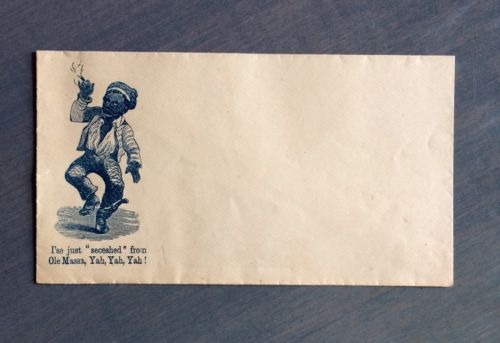 I'se just "seceshed" from
Ole Massa, Yah, Yah, Yah!